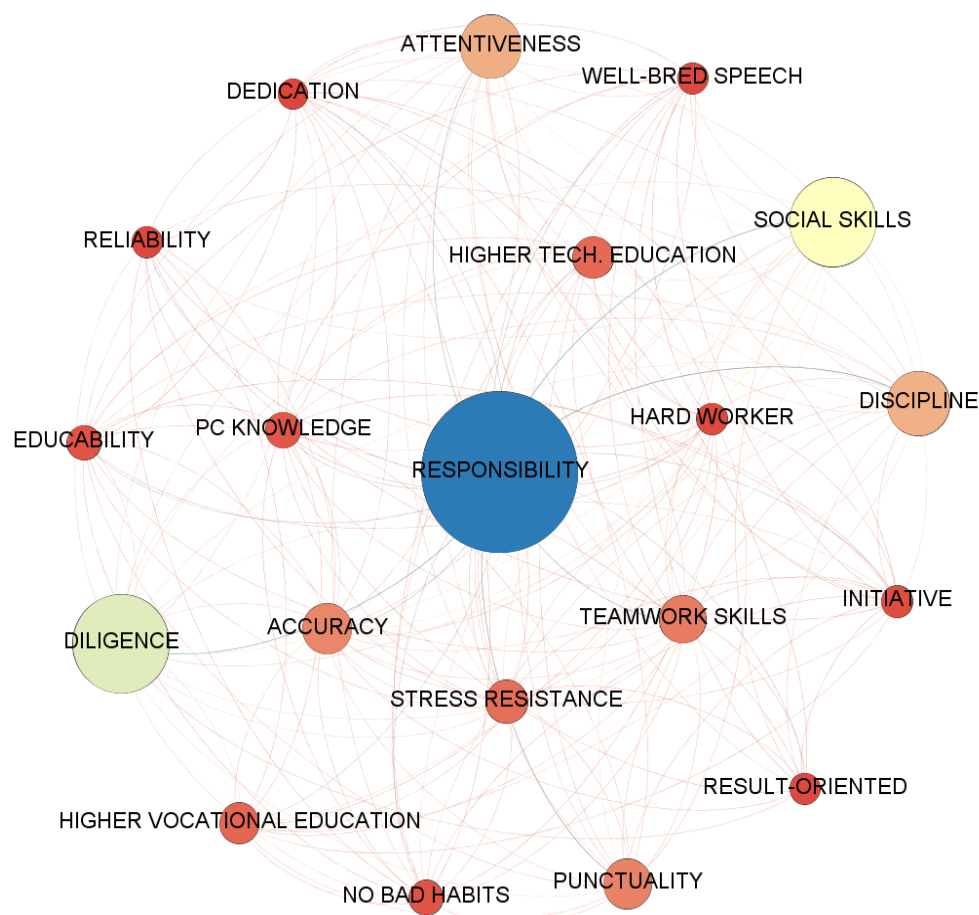 ATTENTIVENESS
WELL-BRED SPEECH
DEDICATION
SOCIAL SKILLS
RELIABILITY
HIGHER TECH. EDUCATION
DISCIPLINE
HARD WORKER
PC KNOWLEDGE
EDUCABILITY
RESPONSIBILITY
INITIATIVE
TEAMWORK SKILLS
ACCURACY
DILIGENCE
STRESS RESISTANCE
RESULT-ORIENTED
HIGHER VOCATIONAL EDUCATION
PUNCTUALITY
NO BAD HABITS